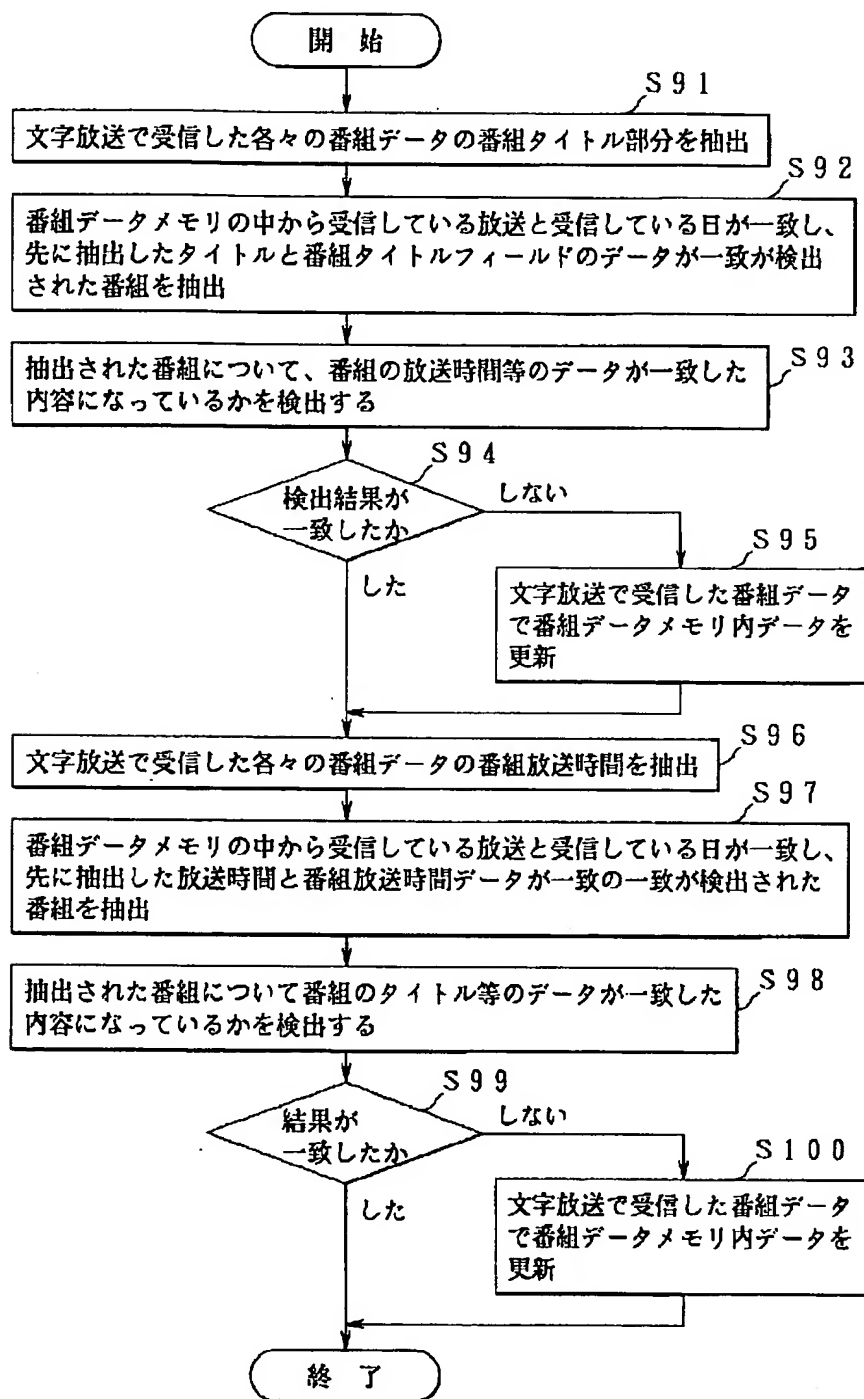 開 始
S91
文字放送で受信した各々の番組データの番組タイトル部分を抽出
S92
番組データメモリの中から受信している放送と受信している日が一致し、
先に抽出したタイトルと番組タイトルフィールドのデータが一致が検出
された番組を抽出
S93
抽出された番組について、番組の放送時間等のデータが一致した
内容になっているかを検出する
S94
検出結果が
一致したか
しない
した
S95
文字放送で受信した番組データ
で番組データメモリ内データを
更新
S96
文字放送で受信した各々の番組データの番組放送時間を抽出
S97
番組データメモリの中から受信している放送と受信している日が一致し、
先に抽出した放送時間と番組放送時間データが一致の一致が検出された
番組を抽出
S98
抽出された番組について番組のタイトル等のデータが一致した
内容になっているかを検出する
S99
結果が
一致したか
しない
した
S100
文字放送で受信した番組データ
で番組データメモリ内データを
更新
終 了